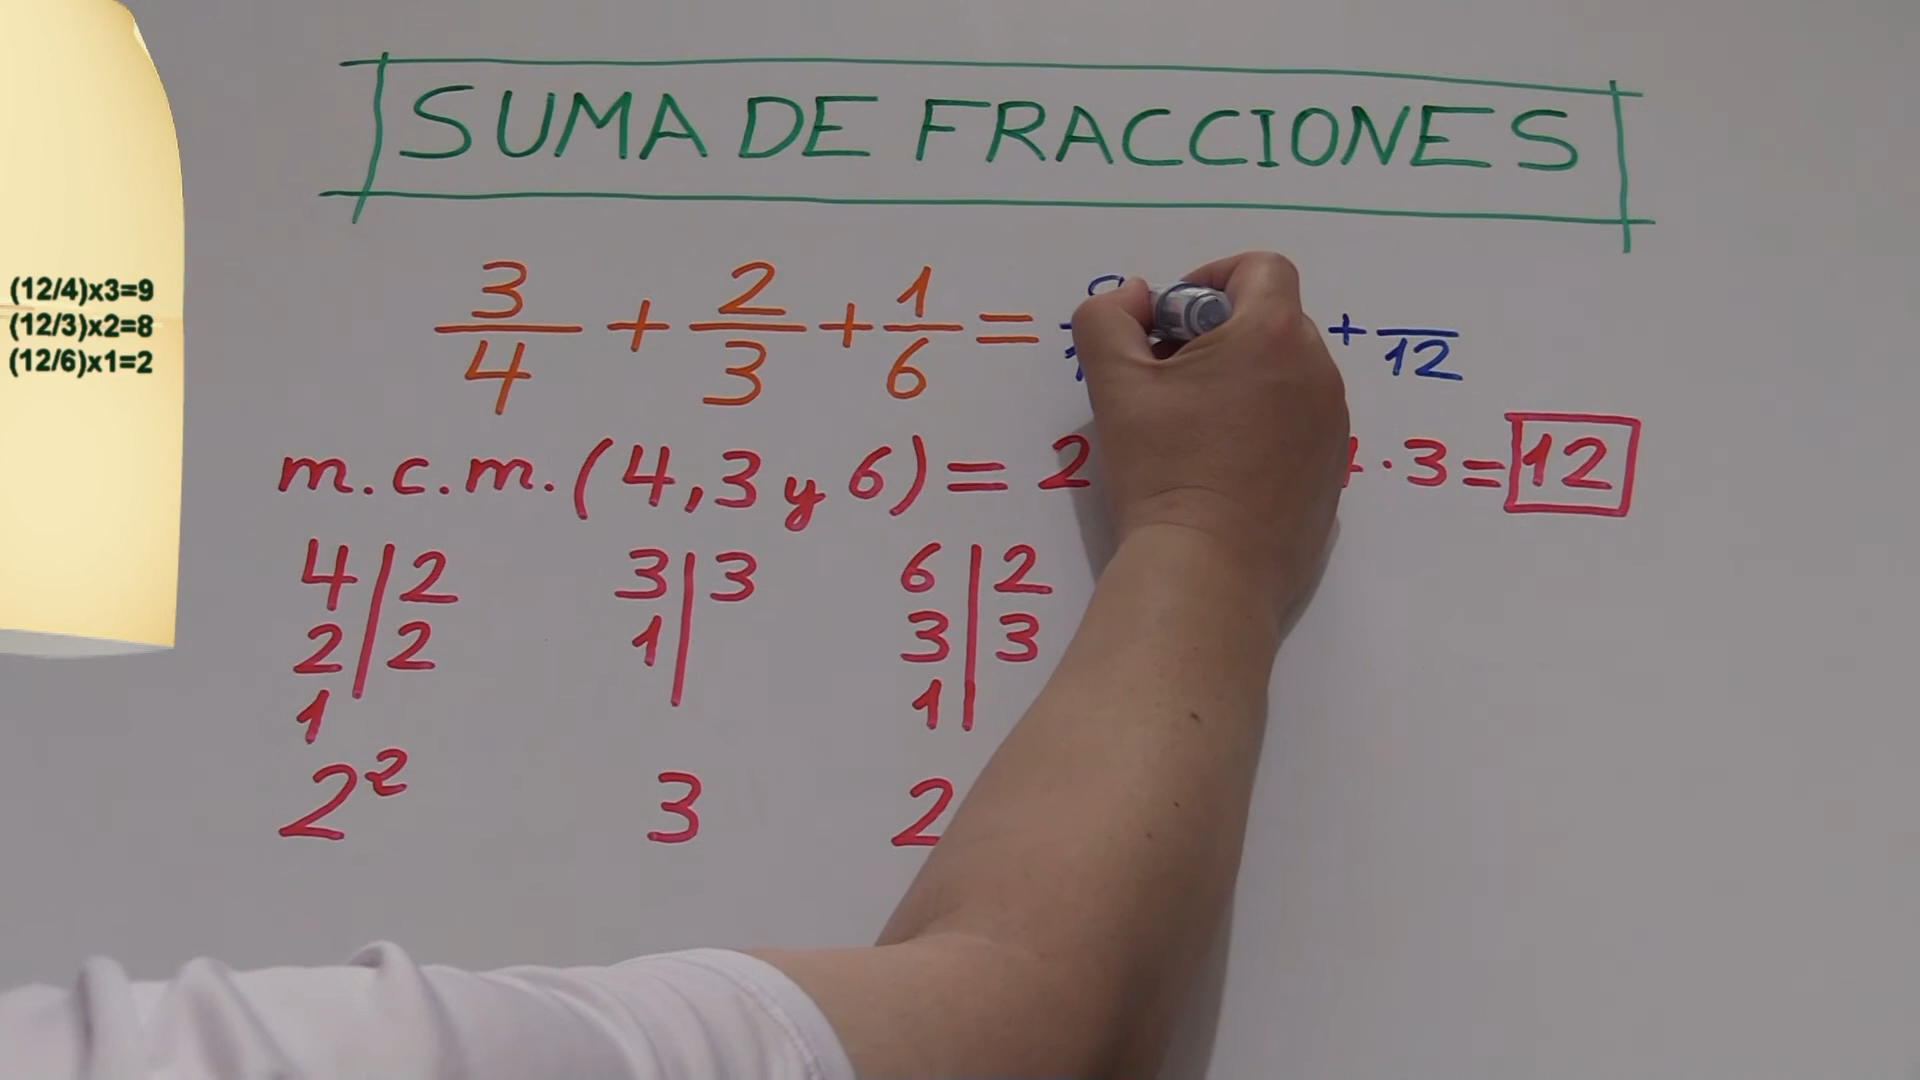 SUMA DE FRACCIONES
(12/4)x3=9
(12/3)x2=8
(12/6)x1=2
3/4 + 2/3 + 1/6 = + /12
m.c.m. (4,3 y 6) = 2 · 3 = 12
4|2 3|3 6|2
2|2 1| 3|3
1 1|
2² 3 2